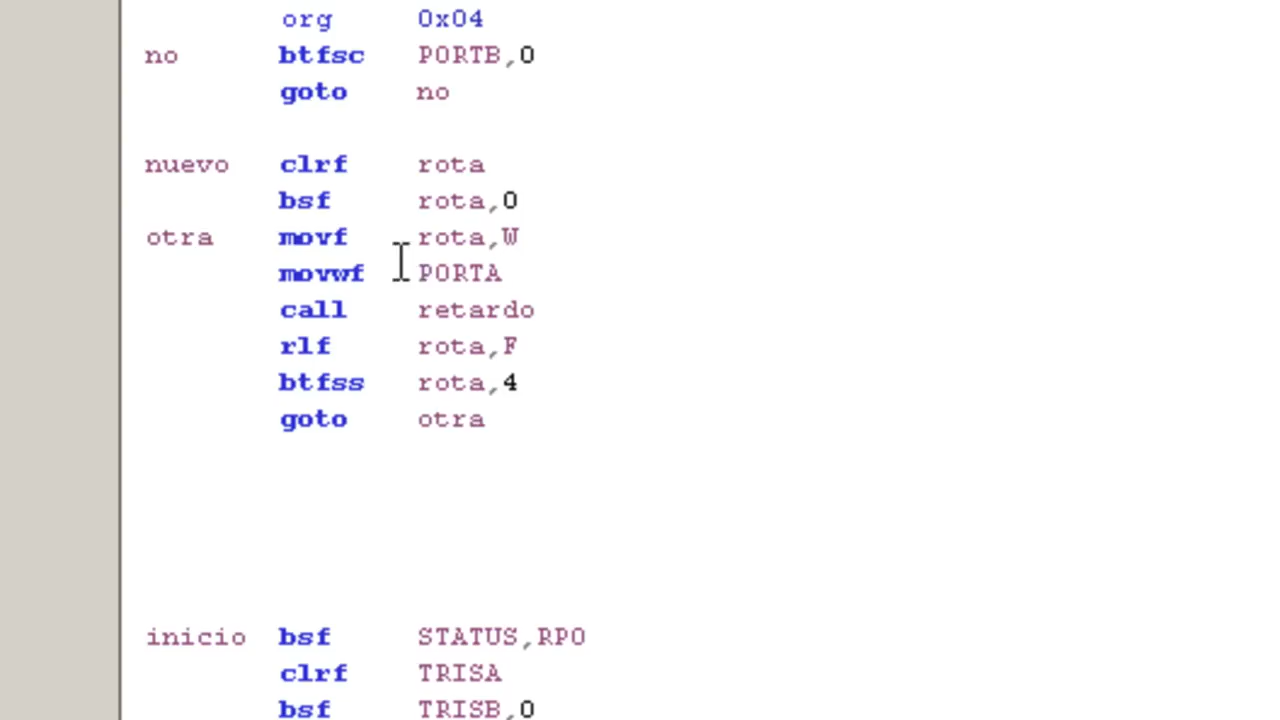 org 0x04
no btfsc PORTB,0
goto no
nuevo clrf rota
bsf rota,0
otra movf rota,W
movwf PORTA
call retardo
rlf rota,F
btfss rota,4
goto otra
inicio bsf STATUS,RP0
clrf TRISA
bsf TRISB,0